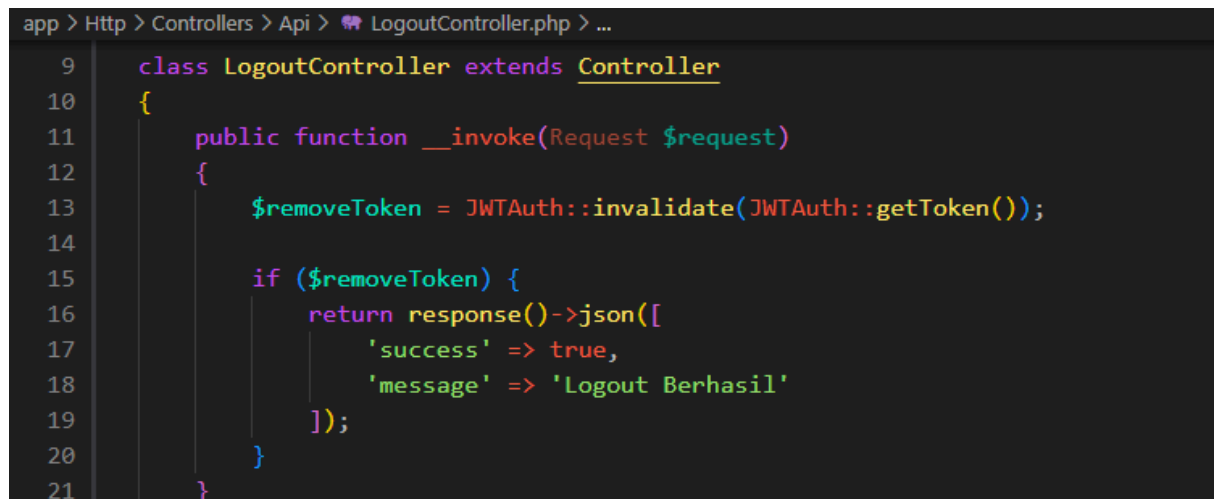 app > Http > Controllers > Api > LogoutController.php > ...
9 class LogoutController extends Controller
10 {
11 public function __invoke(Request $request)
12 {
13 $removeToken = JWTAuth::invalidate(JWTAuth::getToken());
14
15 if ($removeToken) {
16 return response()->json([
17 'success' => true,
18 'message' => 'Logout Berhasil'
19 ]);
20 }
21 }